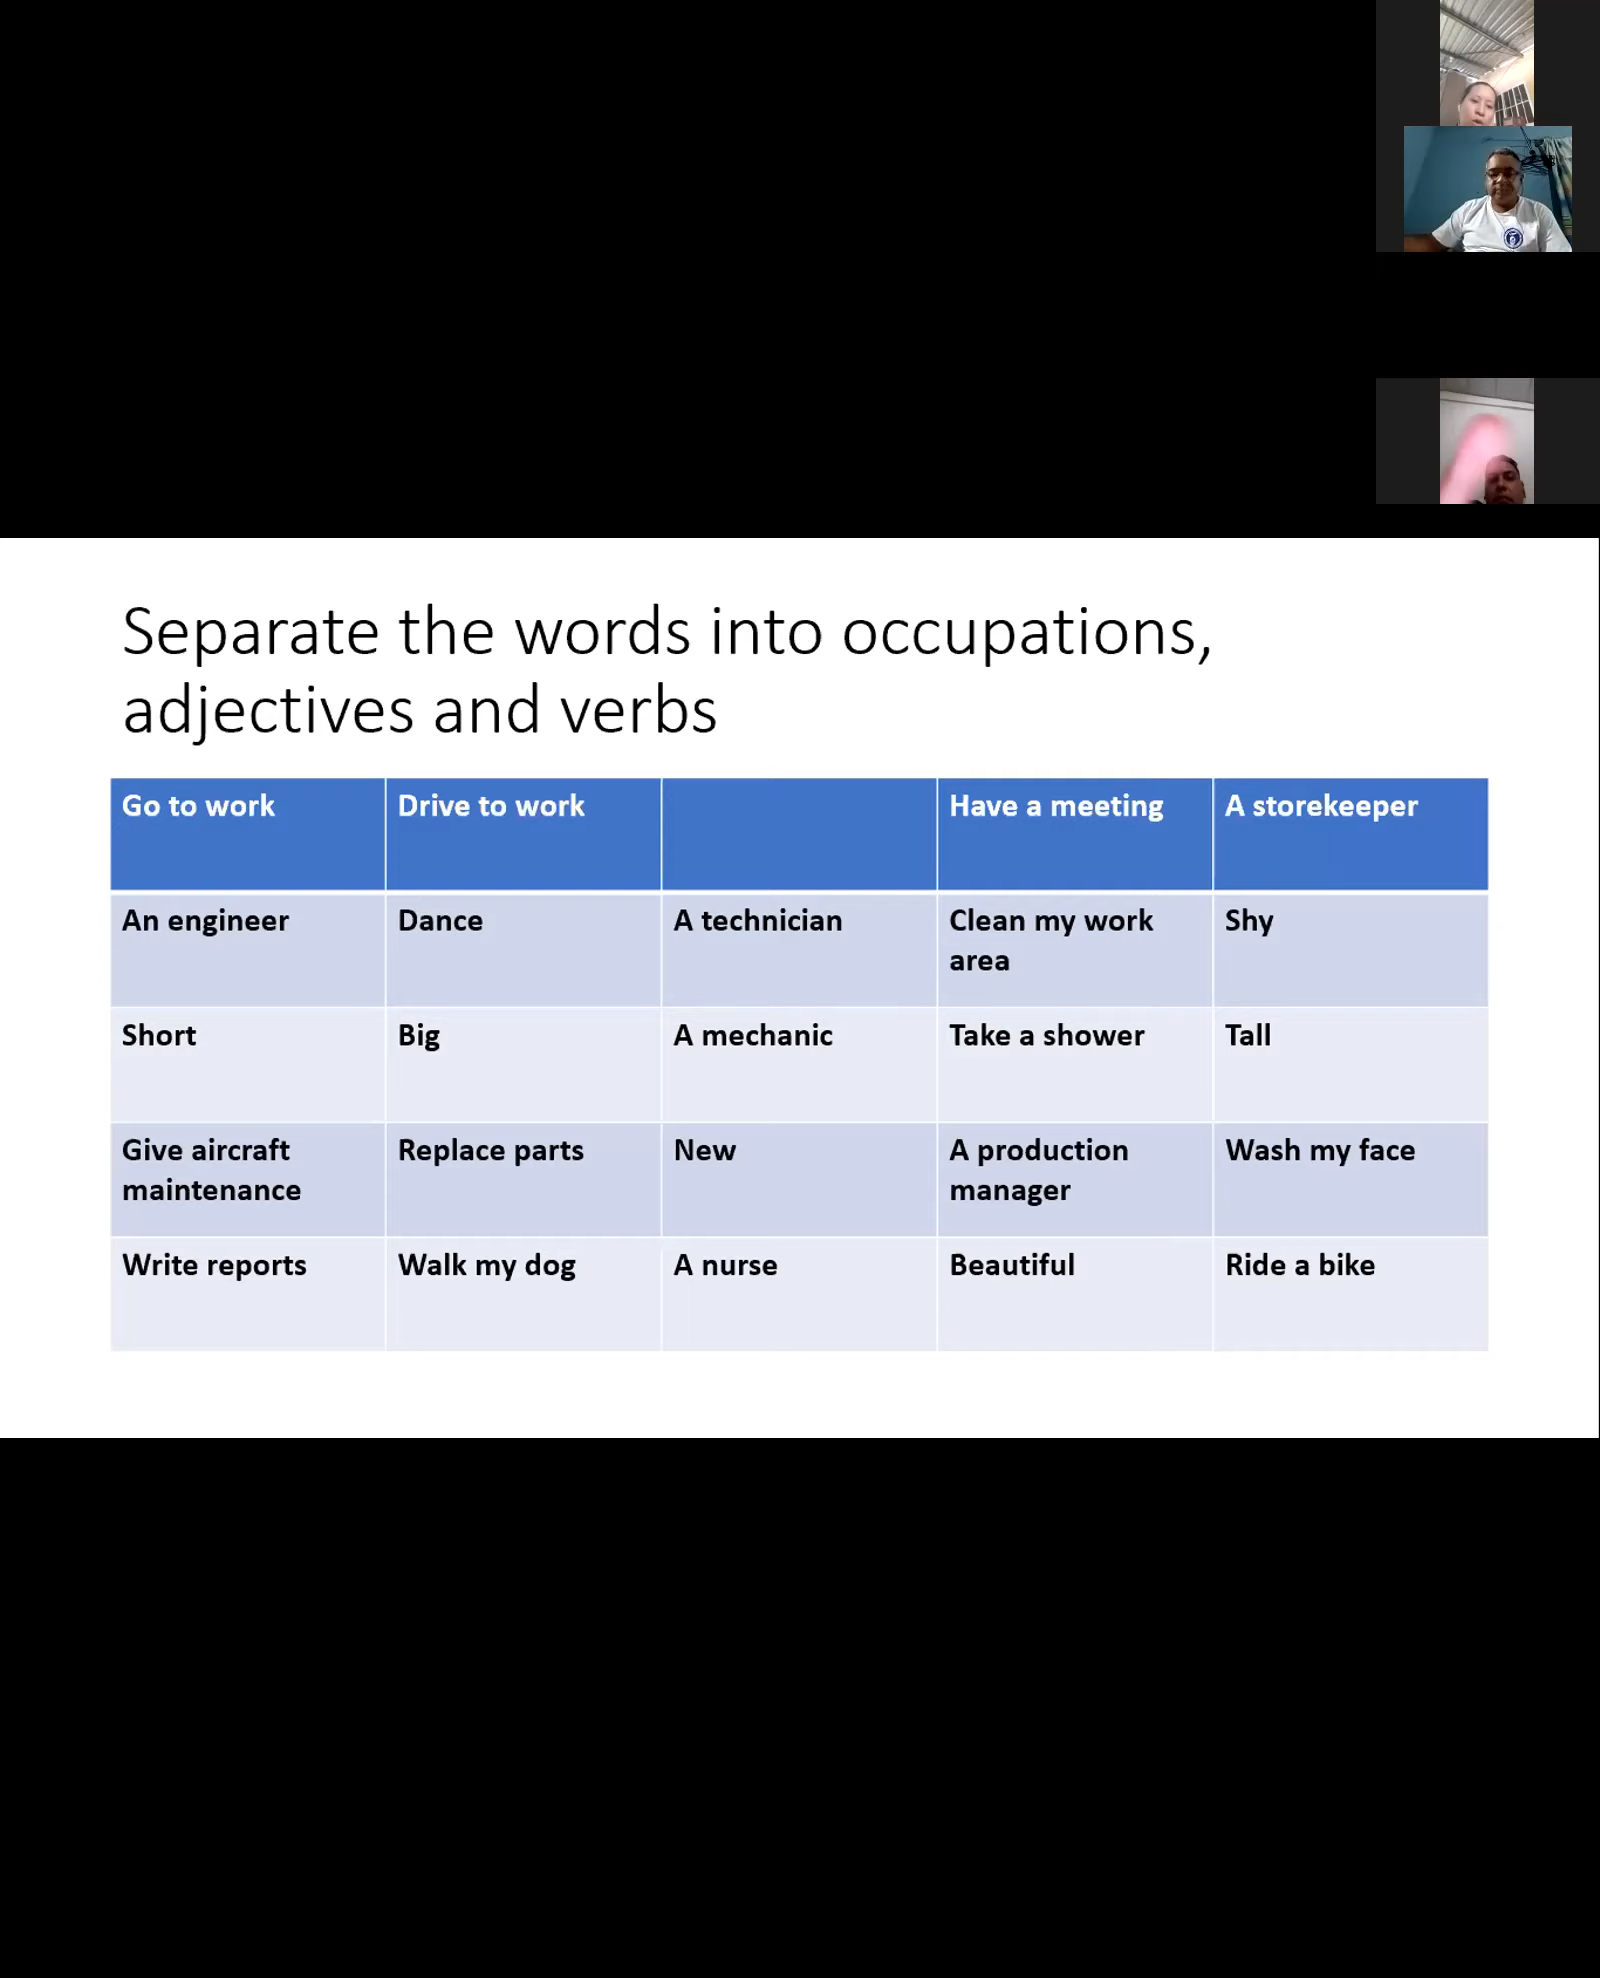 Separate the words into occupations,
adjectives and verbs
Go to work
Drive to work
Have a meeting
A storekeeper
An engineer
Dance
A technician
Clean my work
area
Shy
Short
Big
A mechanic
Take a shower
Tall
Give aircraft
maintenance
Replace parts
New
A production
manager
Wash my face
Write reports
Walk my dog
A nurse
Beautiful
Ride a bike